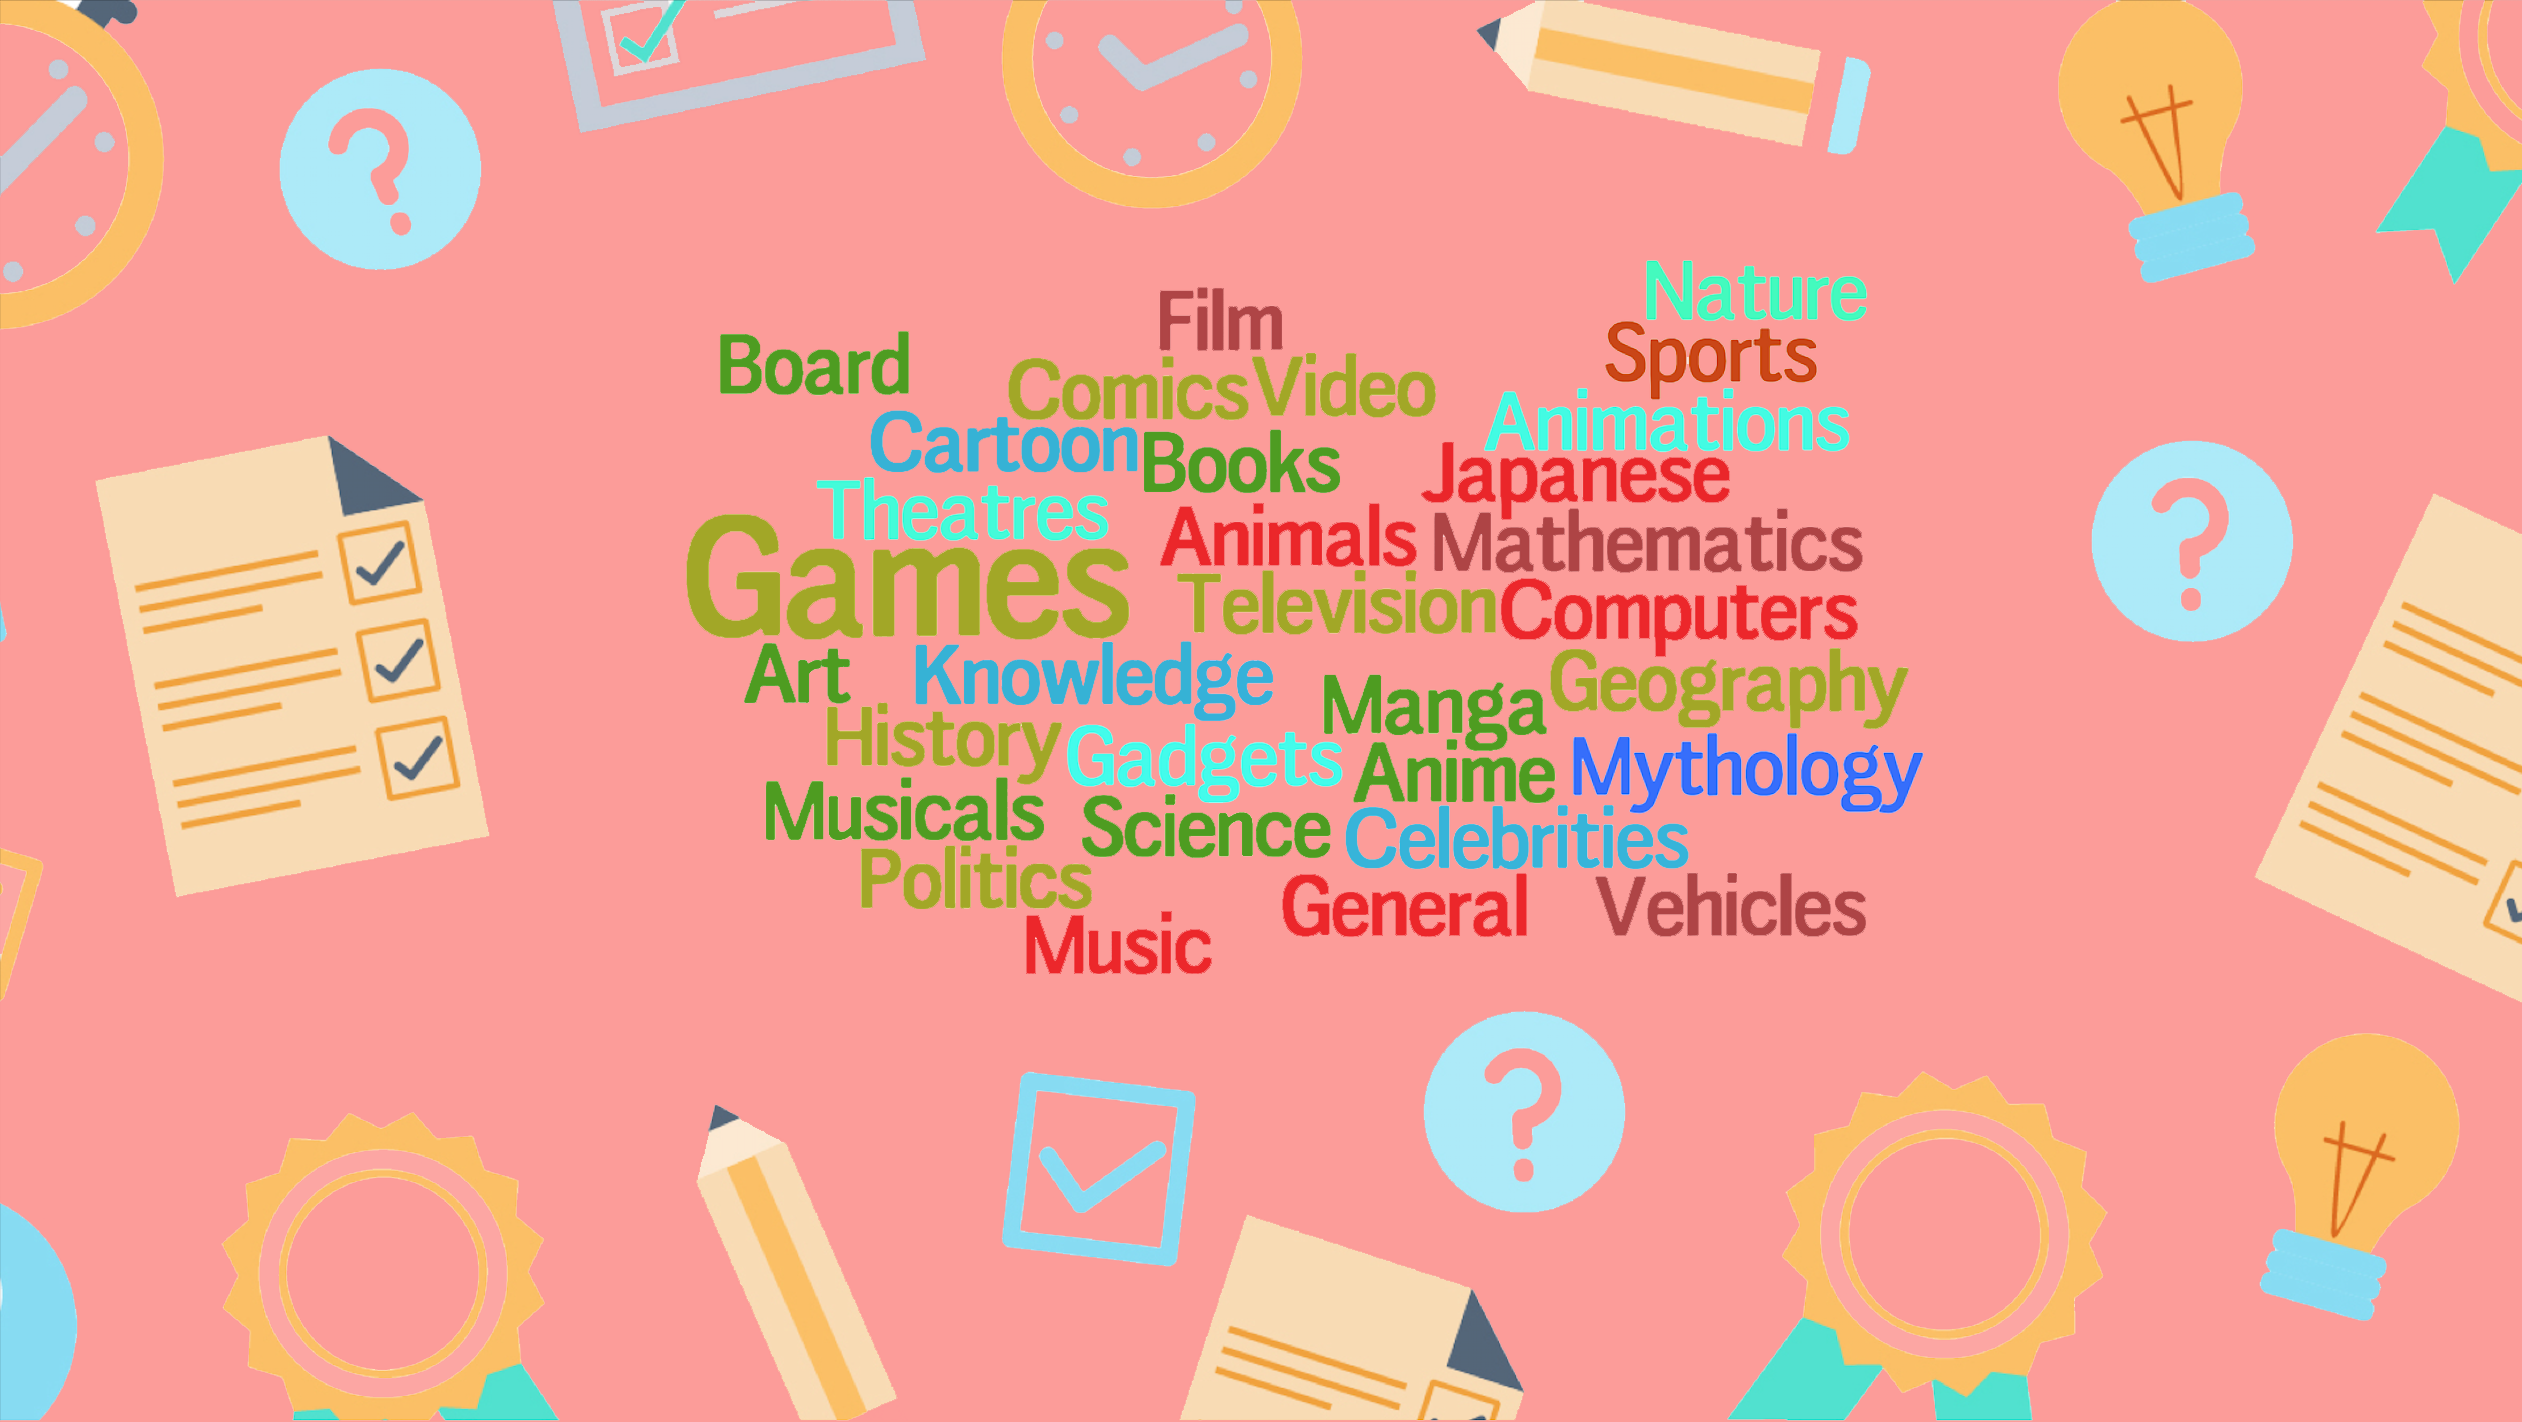 Nature
Film
Sports
Board
Comics Video
Animations
Cartoon Books
Japanese
Theatres
Animals Mathematics
Games
Television Computers
Art Knowledge
Manga Geography
History Gadgets
Anime Mythology
Musicals Science Celebrities
Politics
General Vehicles
Music